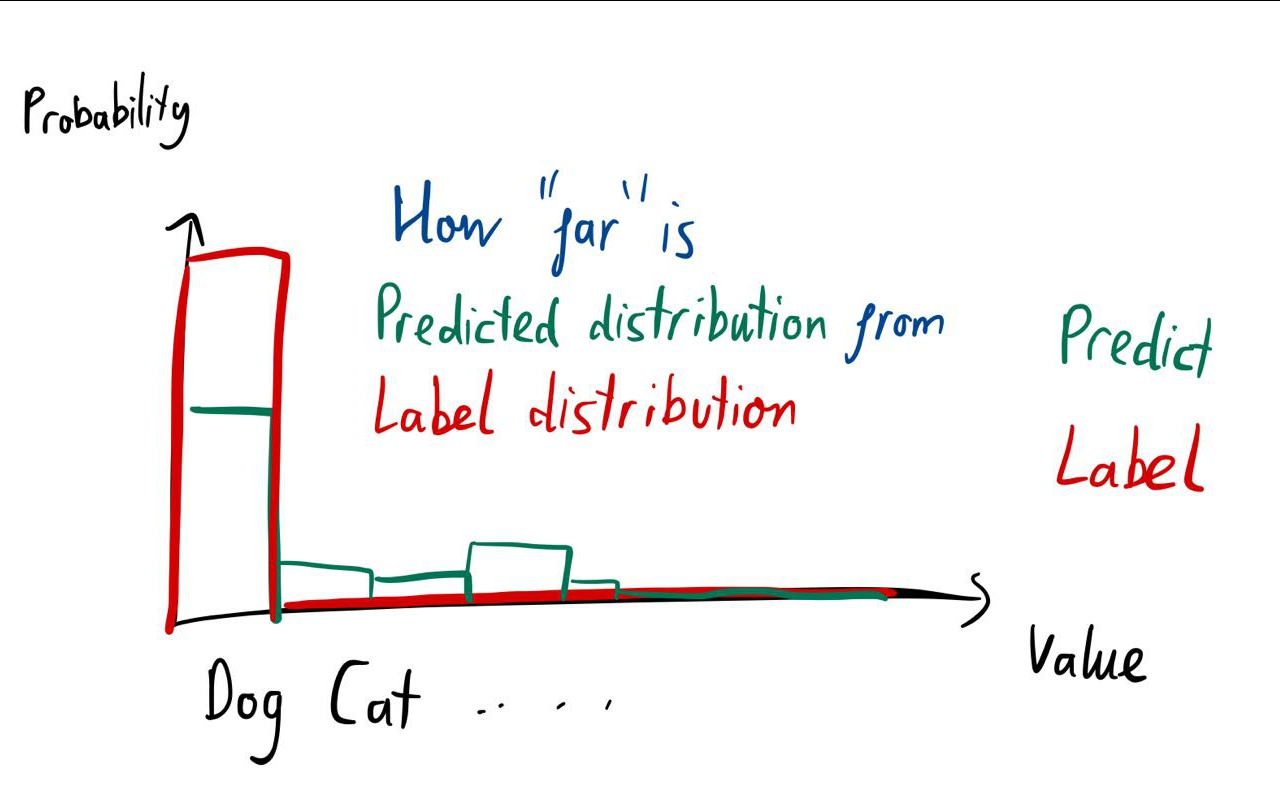 Probability
How "far" is
Predicted distribution from
Label distribution
Predict
Label
Value
Dog Cat .. . .